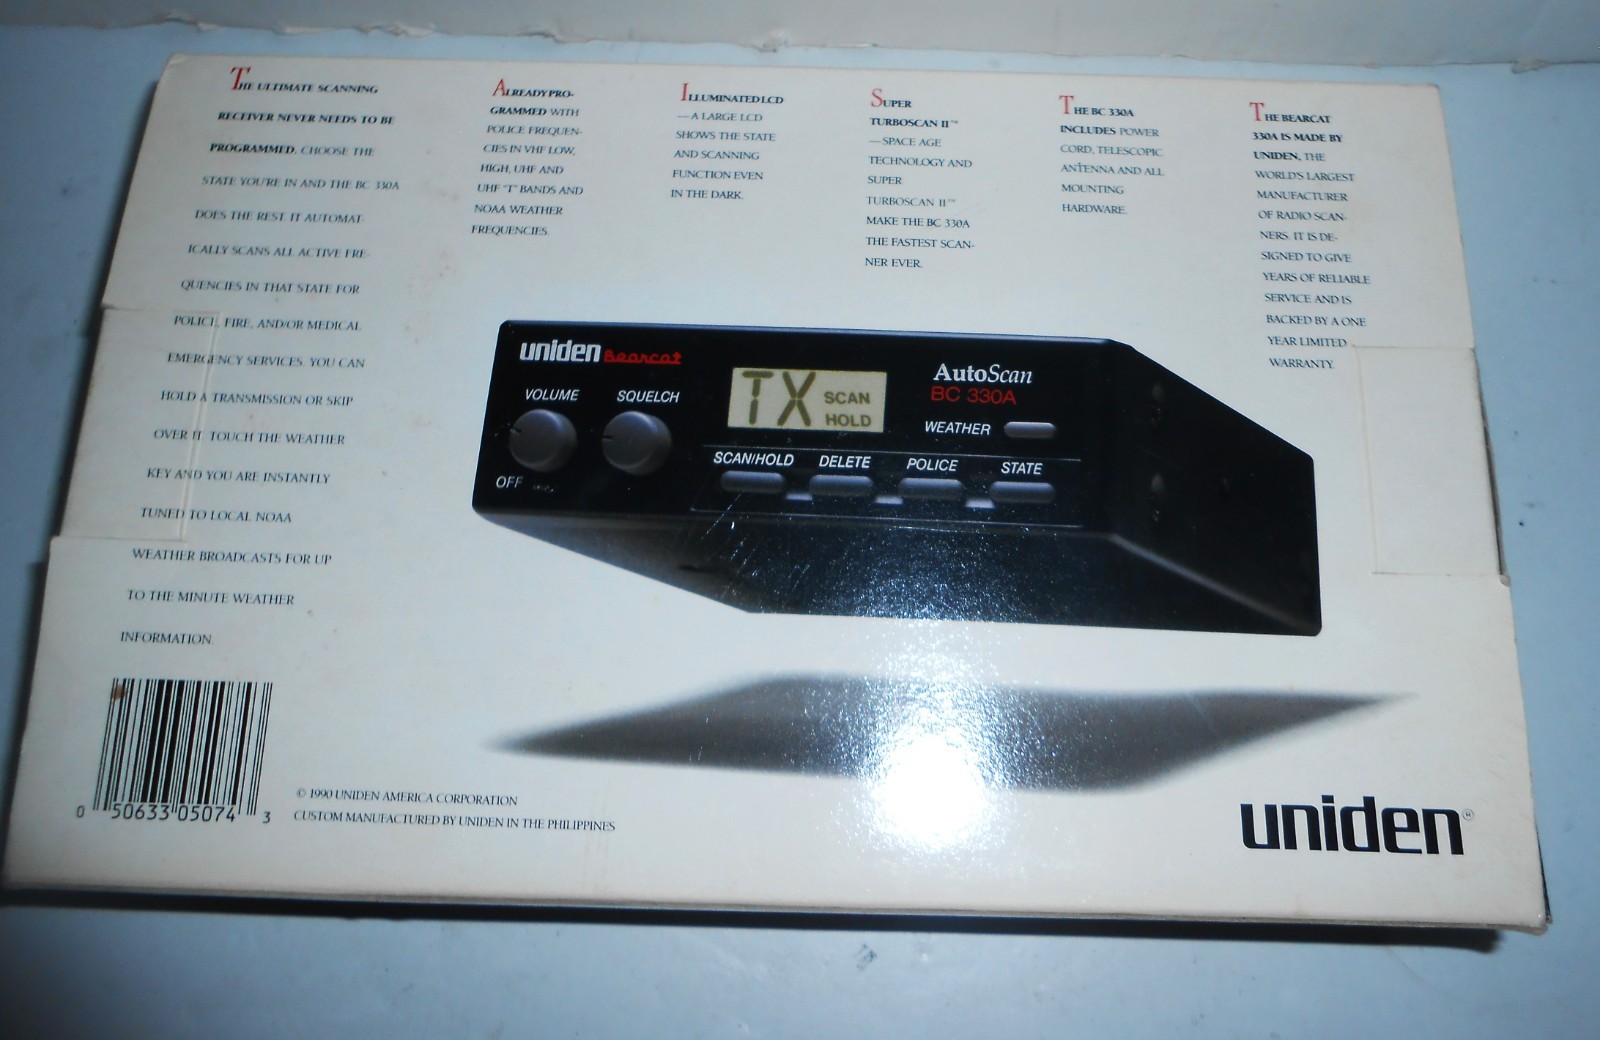 THE ULTIMATE SCANNING
RECEIVER NEVER NEEDS TO BE
PROGRAMMED. CHOOSE THE
STATE YOU'RE IN AND THE BC 330A
DOES THE REST. IT AUTOMAT-
ICALLY SCANS ALL ACTIVE FRE-
QUENCIES IN THAT STATE FOR
POLICE, FIRE, AND/OR MEDICAL
EMERGENCY SERVICES. YOU CAN
HOLD A TRANSMISSION OR SKIP
OVER IT. TOUCH THE WEATHER
KEY AND YOU ARE INSTANTLY
TUNED TO LOCAL NOAA
WEATHER BROADCASTS FOR UP
TO THE MINUTE WEATHER
INFORMATION.
ALREADY PRO-
GRAMMED WITH
POLICE FREQUEN-
CIES IN VHF LOW,
HIGH, UHF AND
UHF "T" BANDS AND
NOAA WEATHER
FREQUENCIES.
ILLUMINATED LCD
—A LARGE LCD
SHOWS THE STATE
AND SCANNING
FUNCTION EVEN
IN THE DARK.
SUPER
TURBOSCAN II™
—SPACE AGE
TECHNOLOGY AND
SUPER
TURBOSCAN II™
MAKE THE BC 330A
THE FASTEST SCAN-
NER EVER.
THE BC 330A
INCLUDES POWER
CORD, TELESCOPIC
ANTENNA AND ALL
MOUNTING
HARDWARE.
THE BEARCAT
330A IS MADE BY
UNIDEN, THE
WORLD'S LARGEST
MANUFACTURER
OF RADIO SCAN-
NERS. IT IS DE-
SIGNED TO GIVE
YEARS OF RELIABLE
SERVICE AND IS
BACKED BY A ONE
YEAR LIMITED
WARRANTY.
uniden Bearcat
VOLUME SQUELCH
OFF
TX SCAN
HOLD
AutoScan
BC 330A
WEATHER
SCAN/HOLD DELETE POLICE STATE
0 50633 05074 3
© 1990 UNIDEN AMERICA CORPORATION
CUSTOM MANUFACTURED BY UNIDEN IN THE PHILIPPINES
uniden®